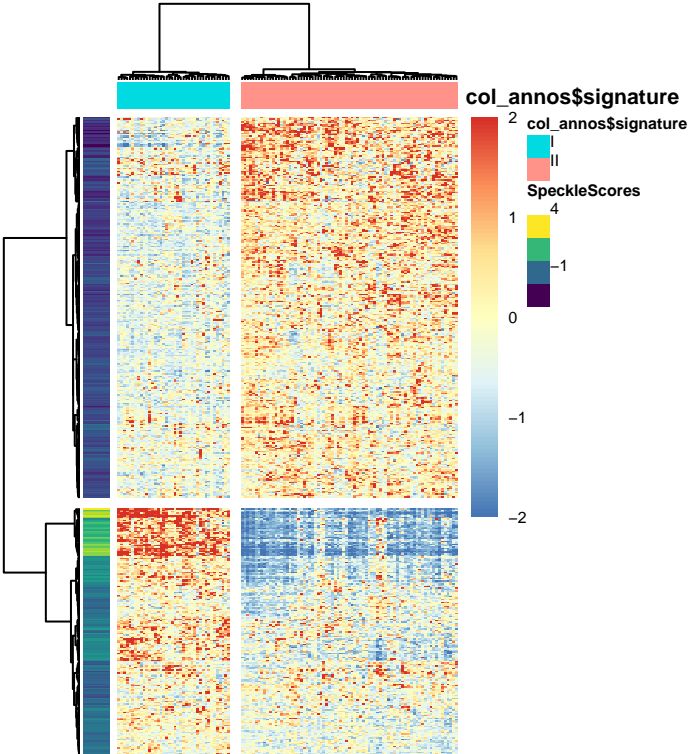 col_annos$signature
2
1
0
−1
−2
col_annos$signature
I
II
SpeckleScores
4
−1